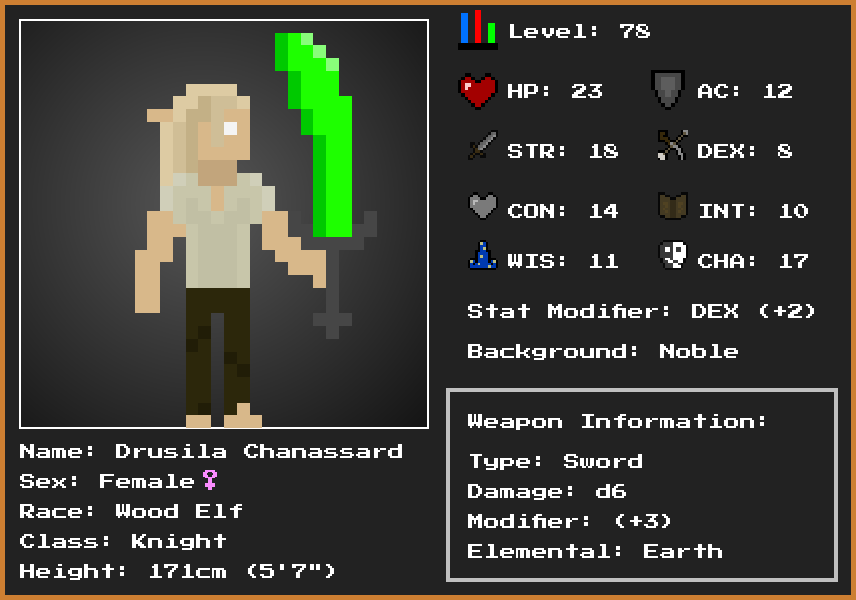 Level: 78
HP: 23
AC: 12
STR: 18
DEX: 8
CON: 14
INT: 10
WIS: 11
CHA: 17
Stat Modifier: DEX (+2)
Background: Noble
Weapon Information:
Type: Sword
Damage: d6
Modifier: (+3)
Elemental: Earth
Name: Drusila Chanassard
Sex: Female♀
Race: Wood Elf
Class: Knight
Height: 171cm (5'7")